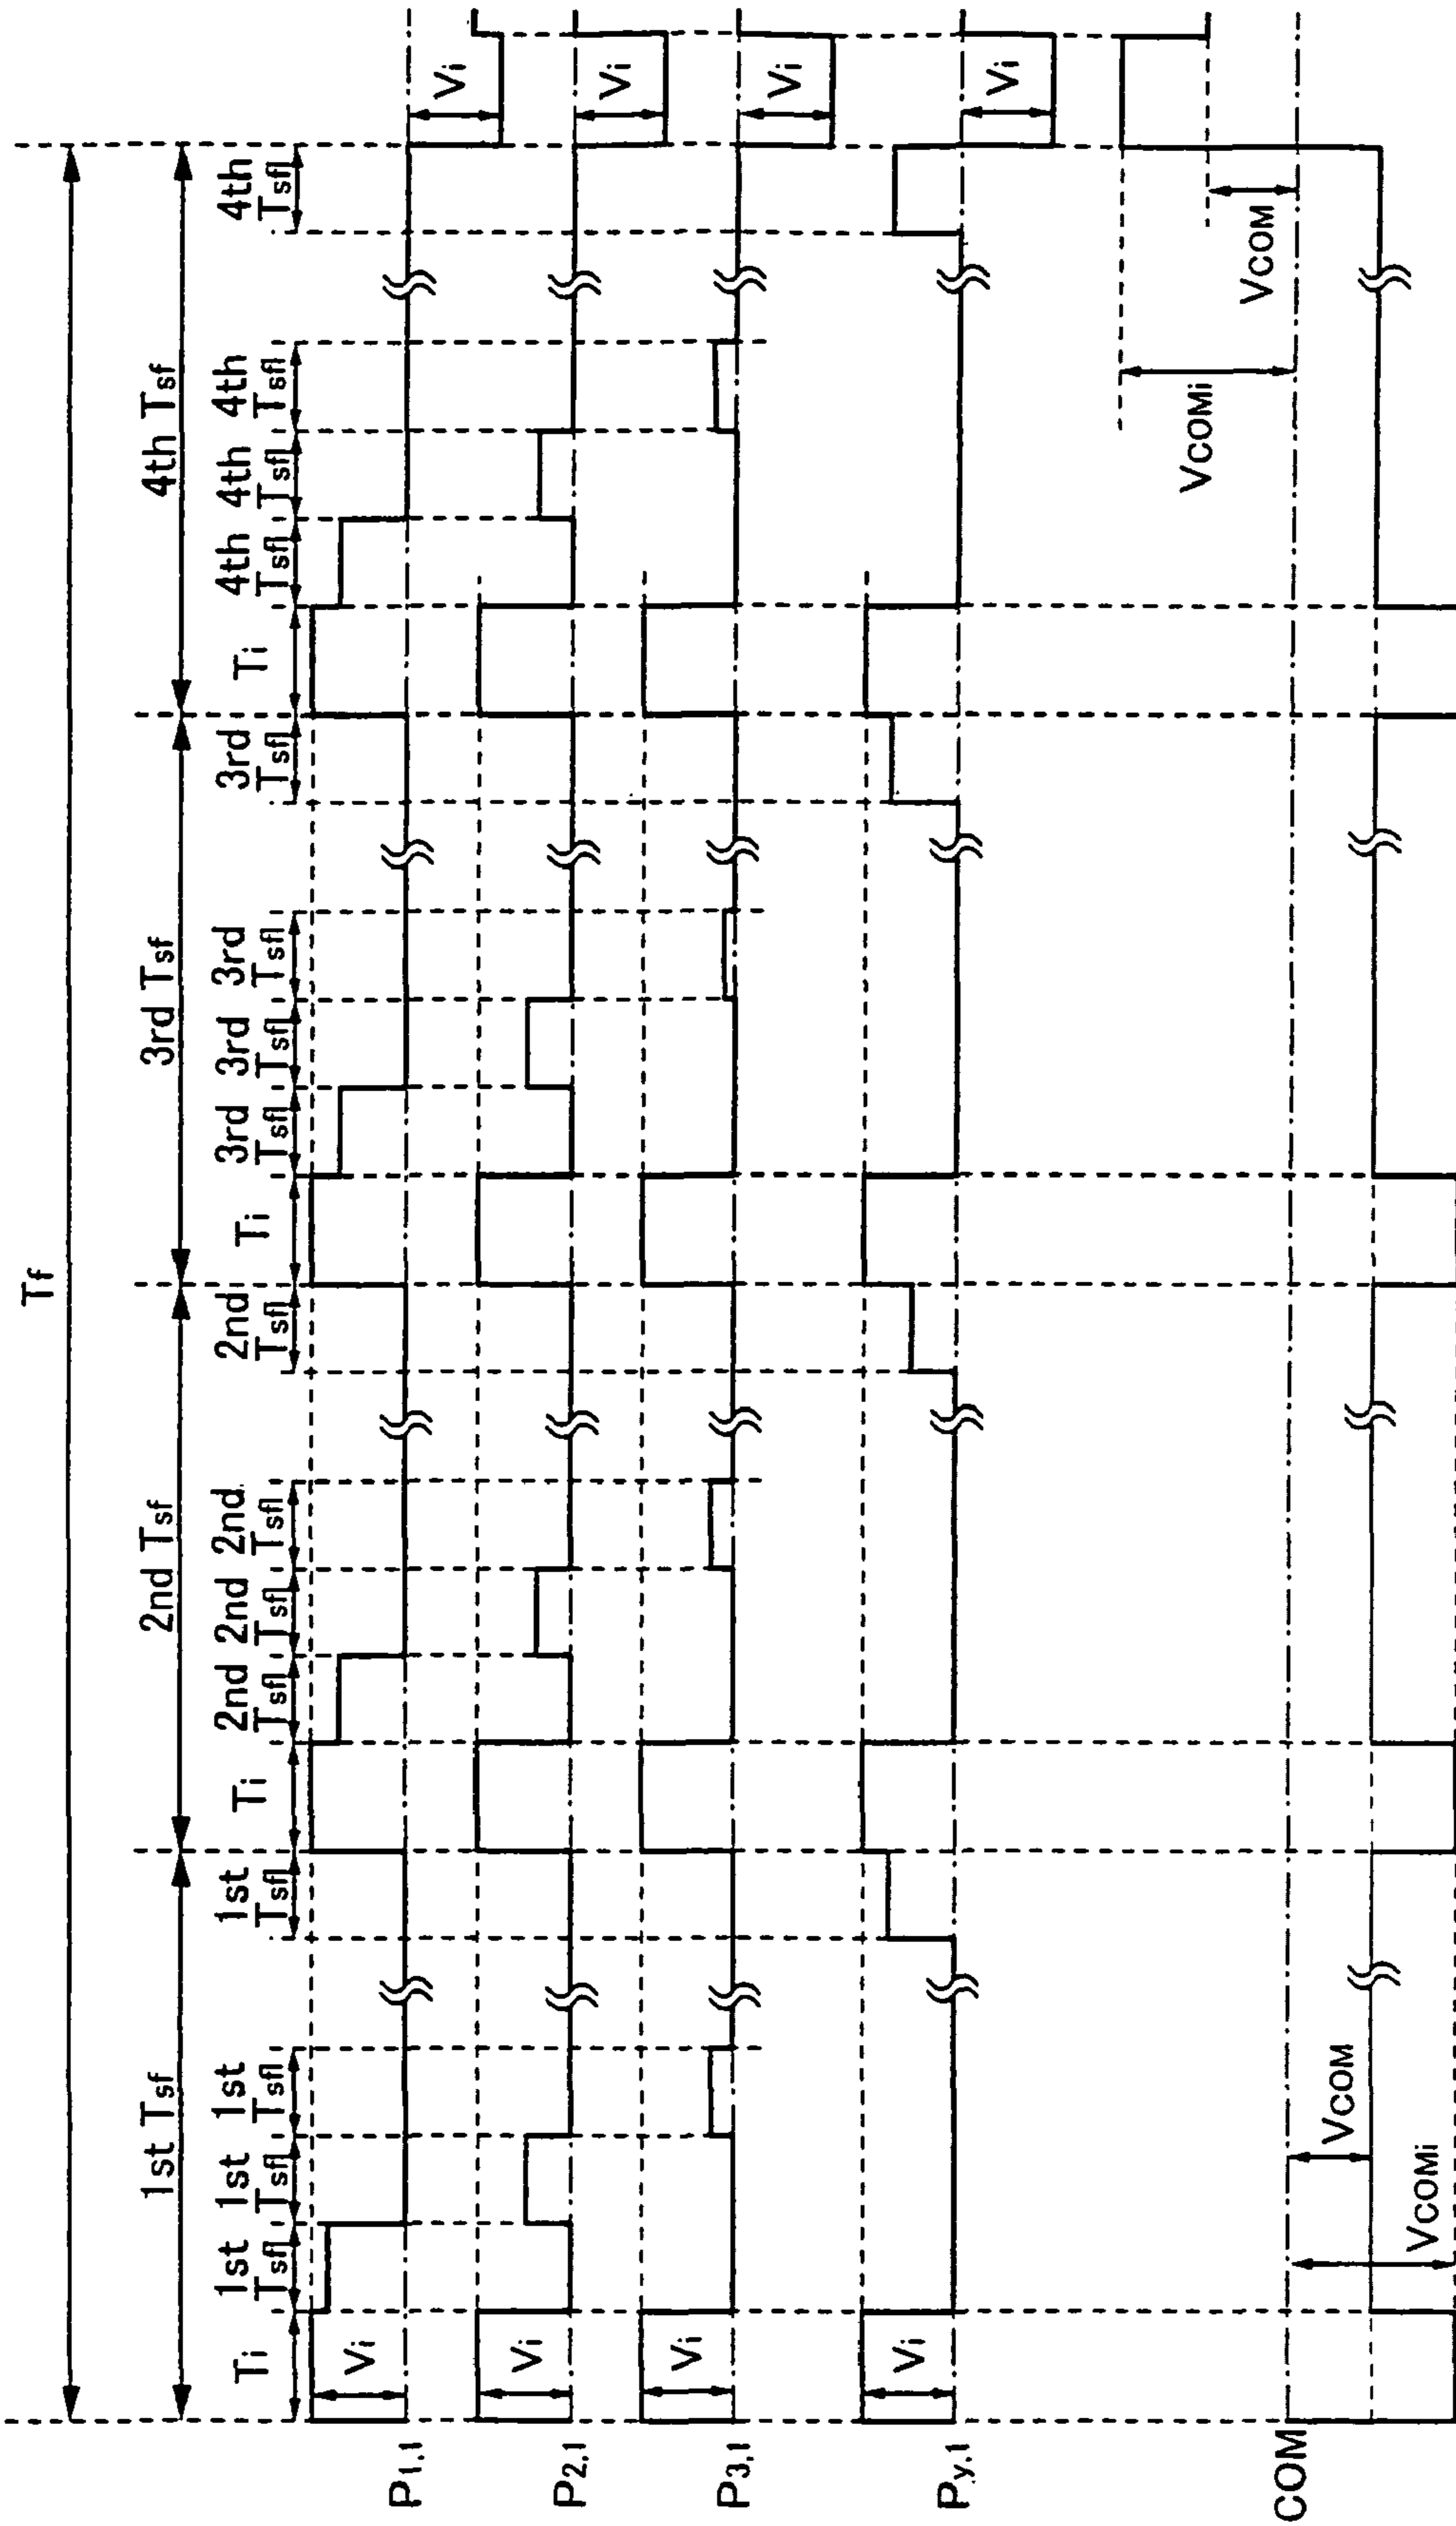 Tf
1st Tsf 2nd Tsf 3rd Tsf 4th Tsf
Ti 1st Tsfl 1st Tsfl 1st Tsfl 1st Tsfl Ti 2nd Tsfl 2nd Tsfl 2nd Tsfl 2nd Tsfl Ti 3rd Tsfl 3rd Tsfl 3rd Tsfl 3rd Tsfl Ti 4th Tsfl 4th Tsfl 4th Tsfl 4th Tsfl
P1,1 Vi Vi
P2,1 Vi Vi
P3,1 Vi Vi
Py,1 Vi Vi
VCOMi VCOM
COM
VCOM
VCOMi